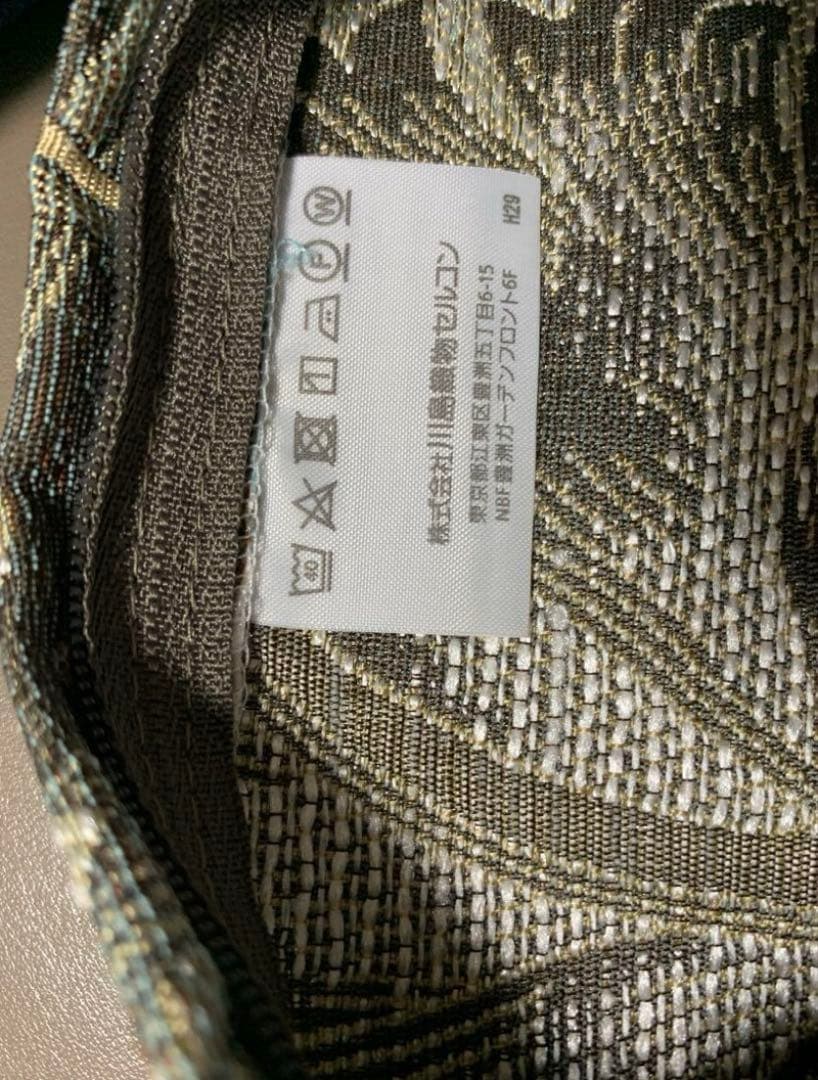 40 F W
株式会社川島織物セルコン
東京都江東区豊洲五丁目6-15
NBF豊洲ガーデンフロント6F
H29